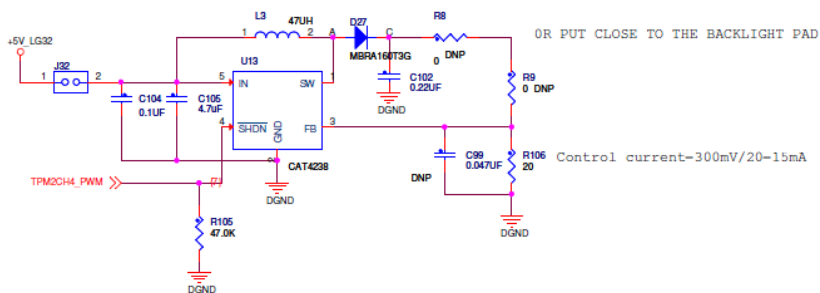 L3
47UH
D27
R8
+5V_LG32
1
2
A
C
0R PUT CLOSE TO THE BACKLIGHT PAD
MBRA160T3G
0
DNP
J32
U13
1
2
5
IN
SW
1
C102
0.22UF
R9
0 DNP
C104
0.1UF
C105
4.7uF
DGND
4
SHDN
GND
FB
3
2
CAT4238
C99
0.047UF
DNP
R106
20
Control current=300mV/20=15mA
TPM2CH4_PWM
[7]
DGND
DGND
R105
47.0K
DGND